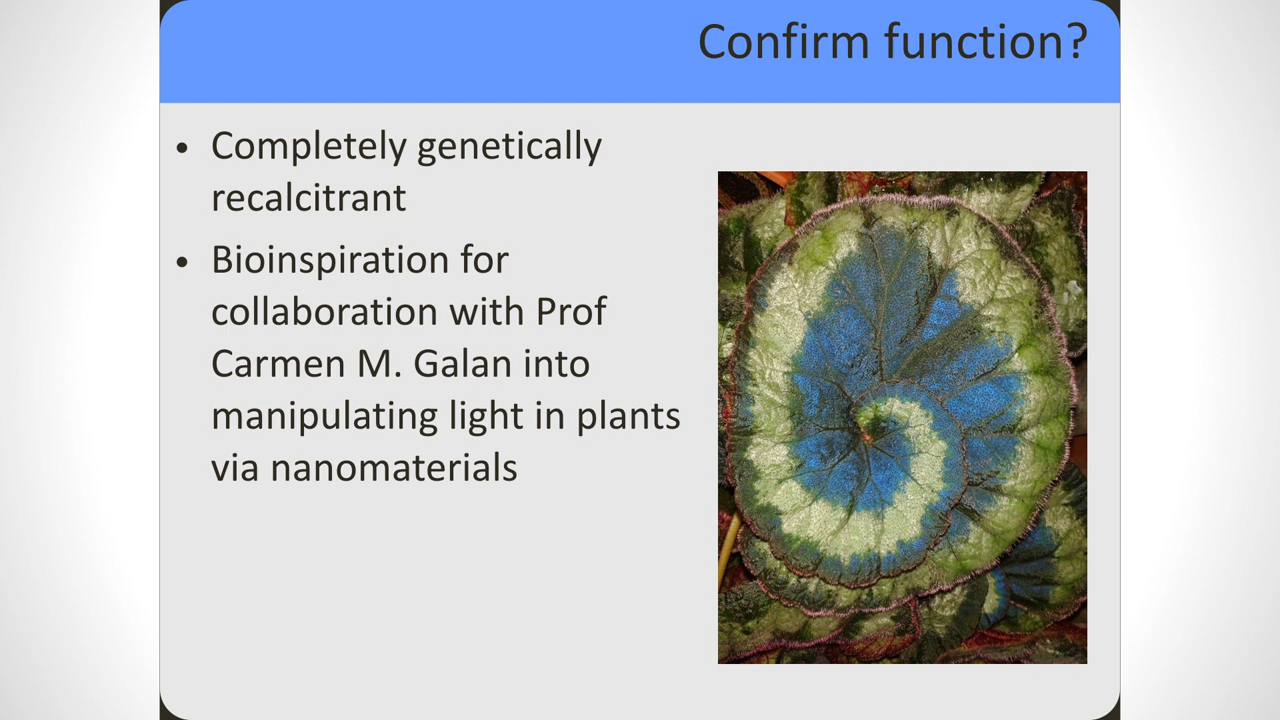 Confirm function?
• Completely genetically
recalcitrant
• Bioinspiration for
collaboration with Prof
Carmen M. Galan into
manipulating light in plants
via nanomaterials